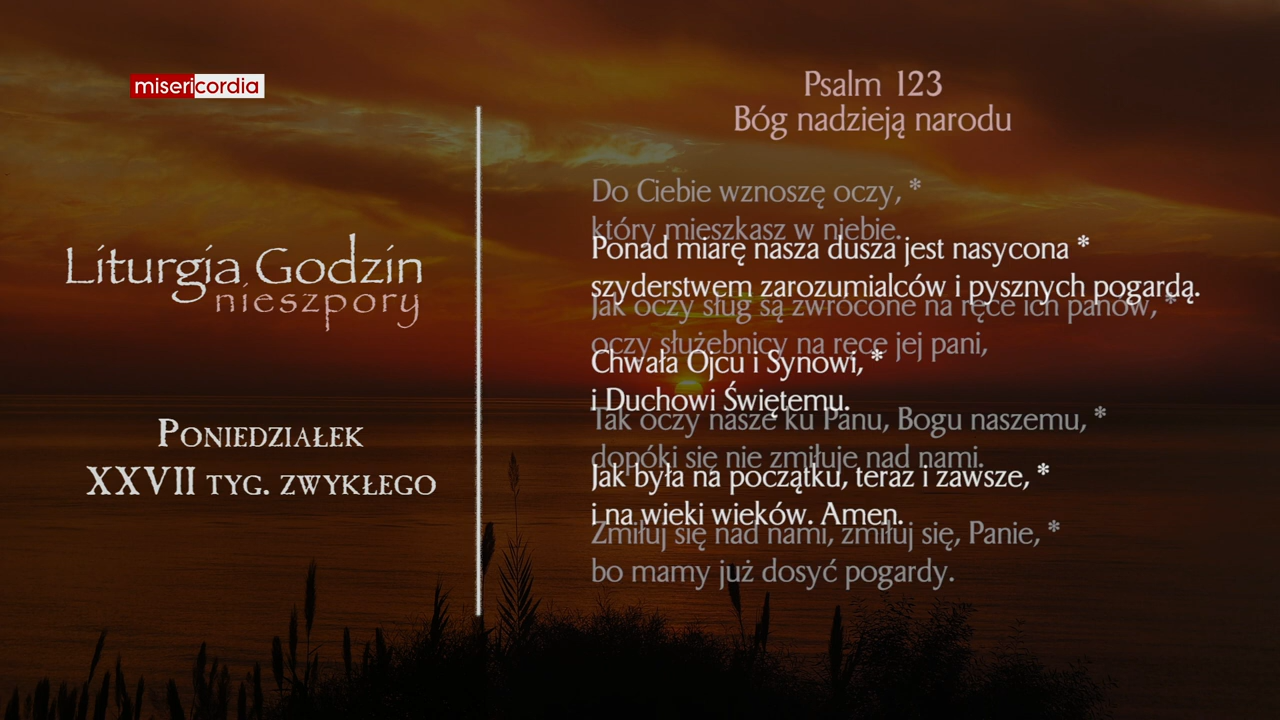 misericordia
Liturgia Godzin
nieszpory
Poniedziałek
XXVII tyg. zwykłego
Psalm 123
Bóg nadzieją narodu
Do Ciebie wznoszę oczy, *
który mieszkasz w niebie.
Ponad miarę nasza dusza jest nasycona *
szyderstwem zarozumialców i pysznych pogardą.
Jak oczy sług są zwrócone na ręce ich panów, *
oczy służebnicy na ręce jej pani,
Chwała Ojcu i Synowi, *
i Duchowi Świętemu.
Tak oczy nasze ku Panu, Bogu naszemu, *
dopóki się nie zmiłuje nad nami.
Jak była na początku, teraz i zawsze, *
i na wieki wieków. Amen.
Zmiłuj się nad nami, zmiłuj się, Panie, *
bo mamy już dosyć pogardy.